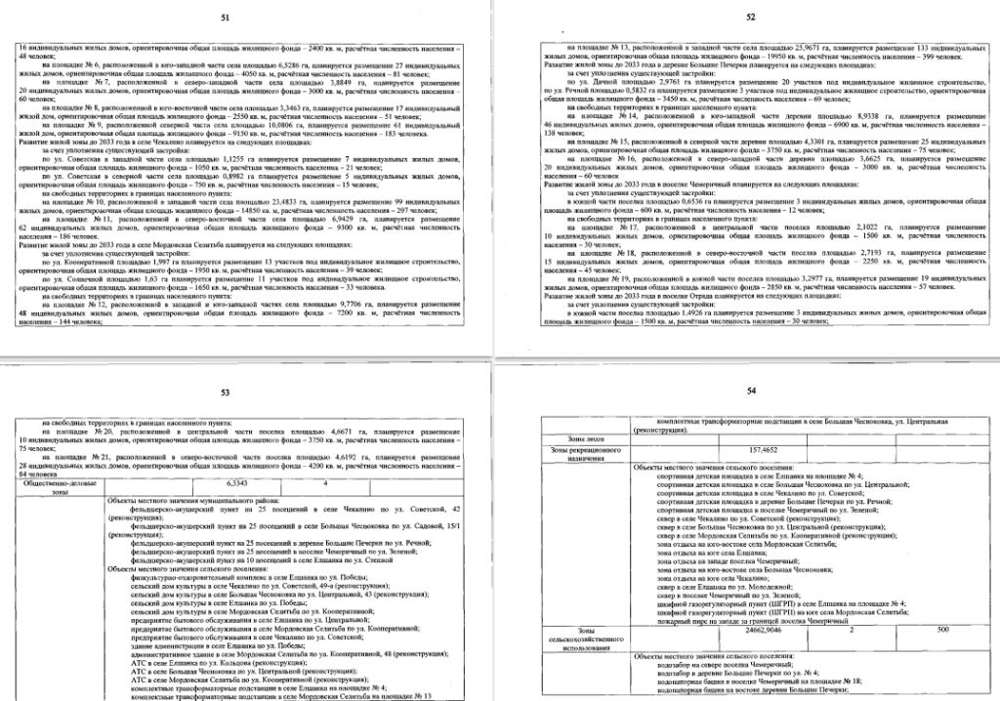 51
16 индивидуальных жилых домов, ориентировочная общая площадь жилищного фонда – 2400 кв. м, расчётная численность населения –
48 человек;
на площадке № 6, расположенной в юго-западной части села площадью 6,5286 га, планируется размещение 27 индивидуальных
жилых домов, ориентировочная общая площадь жилищного фонда – 4050 кв. м, расчётная численность населения – 81 человек;
на площадке № 7, расположенной в северо-западной части села площадью 3,8849 га, планируется размещение
20 индивидуальных жилых домов, ориентировочная общая площадь жилищного фонда – 3000 кв. м, расчётная численность населения –
60 человек;
на площадке № 8, расположенной в юго-восточной части села площадью 3,3463 га, планируется размещение 17 индивидуальный
жилой дом, ориентировочная общая площадь жилищного фонда – 2550 кв. м, расчётная численность населения – 51 человек;
на площадке № 9, расположенной северной части села площадью 10,0806 га, планируется размещение 61 индивидуальный
жилой дом, ориентировочная общая площадь жилищного фонда – 9150 кв. м, расчётная численность населения – 183 человека.
Развитие жилой зоны до 2033 года в селе Чекалино планируется на следующих площадках:
за счет уплотнения существующей застройки:
по ул. Советская в западной части села площадью 1,1255 га планируется размещение 7 индивидуальных жилых домов,
ориентировочная общая площадь жилищного фонда – 1050 кв. м, расчётная численность населения – 21 человек;
по ул. Советская в северной части села площадью 0,8982 га планируется размещение 5 индивидуальных жилых домов,
ориентировочная общая площадь жилищного фонда – 750 кв. м, расчётная численность населения – 15 человек;
на свободных территориях в границах населенного пункта:
на площадке № 10, расположенной в западной части села площадью 23,4833 га, планируется размещение 99 индивидуальных
жилых домов, ориентировочная общая площадь жилищного фонда – 14850 кв. м, расчётная численность населения – 297 человек;
на площадке № 11, расположенной в северо-восточной части села площадью 6,9429 га, планируется размещение
62 индивидуальных жилых домов, ориентировочная общая площадь жилищного фонда – 9300 кв. м, расчётная численность
населения – 186 человек.
Развитие жилой зоны до 2033 года в селе Мордовская Селитьба планируется на следующих площадках:
за счет уплотнения существующей застройки:
по ул. Кооперативной площадью 1,997 га планируется размещение 13 участков под индивидуальное жилищное строительство,
ориентировочная общая площадь жилищного фонда – 1950 кв. м, расчётная численность населения – 39 человек;
по ул. Солнечной площадью 1,63 га планируется размещение 11 участков под индивидуальное жилищное строительство,
ориентировочная общая площадь жилищного фонда – 1650 кв. м, расчётная численность населения – 33 человека.
на свободных территориях в границах населенного пункта:
на площадке № 12, расположенной в западной и юго-западной частях села площадью 9,7706 га, планируется размещение
48 индивидуальных жилых домов, ориентировочная общая площадь жилищного фонда – 7200 кв. м, расчётная численность
населения – 144 человека;
52
на площадке № 13, расположенной в западной части села площадью 25,9671 га, планируется размещение 133 индивидуальных
жилых домов, ориентировочная общая площадь жилищного фонда – 19950 кв. м, расчётная численность населения – 399 человек.
Развитие жилой зоны до 2033 года в деревне Большие Печерки планируется на следующих площадках:
за счет уплотнения существующей застройки:
по ул. Дачной площадью 2,9761 га планируется размещение 20 участков под индивидуальное жилищное строительство,
по ул. Речной площадью 0,5832 га планируется размещение 3 участков под индивидуальное жилищное строительство, ориентировочная
общая площадь жилищного фонда – 3450 кв. м, расчётная численность населения – 69 человек;
на свободных территориях в границах населенного пункта:
на площадке № 14, расположенной в юго-западной части деревни площадью 8,9338 га, планируется размещение
46 индивидуальных жилых домов, ориентировочная общая площадь жилищного фонда – 6900 кв. м, расчётная численность населения –
138 человек;
на площадке № 15, расположенной в северной части деревни площадью 4,3301 га, планируется размещение 25 индивидуальных
жилых домов, ориентировочная общая площадь жилищного фонда – 3750 кв. м, расчётная численность населения – 75 человек;
на площадке № 16, расположенной в северо-западной части деревни площадью 3,6625 га, планируется размещение
20 индивидуальных жилых домов, ориентировочная общая площадь жилищного фонда – 3000 кв. м, расчётная численность
населения – 60 человек
Развитие жилой зоны до 2033 года в поселке Чемеричный планируется на следующих площадках:
за счет уплотнения существующей застройки:
в южной части поселка площадью 0,6536 га планируется размещение 3 индивидуальных жилых домов, ориентировочная общая
площадь жилищного фонда – 600 кв. м, расчётная численность населения – 12 человек;
на свободных территориях в границах населенного пункта:
на площадке № 17, расположенной в центральной части поселка площадью 2,1022 га, планируется размещение
10 индивидуальных жилых домов, ориентировочная общая площадь жилищного фонда – 1500 кв. м, расчётная численность
населения – 30 человек;
на площадке № 18, расположенной в северо-восточной части поселка площадью 2,7193 га, планируется размещение
15 индивидуальных жилых домов, ориентировочная общая площадь жилищного фонда – 2250 кв. м, расчётная численность
населения – 45 человек;
на площадке № 19, расположенной в южной части поселка площадью 3,2977 га, планируется размещение 19 индивидуальных
жилых домов, ориентировочная общая площадь жилищного фонда – 2850 кв. м, расчётная численность населения – 57 человек.
Развитие жилой зоны до 2033 года в поселке Отрада планируется на следующих площадках:
за счет уплотнения существующей застройки:
в южной части поселка площадью 1,4926 га планируется размещение 3 индивидуальных жилых домов, ориентировочная общая
площадь жилищного фонда – 1500 кв. м, расчётная численность населения – 30 человек;
53
на свободных территориях в границах населенного пункта:
на площадке № 20, расположенной в центральной части поселка площадью 4,6671 га, планируется размещение
10 индивидуальных жилых домов, ориентировочная общая площадь жилищного фонда – 3750 кв. м, расчётная численность населения –
75 человек;
на площадке № 21, расположенной в северо-восточной части поселка площадью 4,6192 га, планируется размещение
28 индивидуальных жилых домов, ориентировочная общая площадь жилищного фонда – 4200 кв. м, расчётная численность населения –
84 человека
Общественно-деловые зоны 6,3343 4
Объекты местного значения муниципального района:
фельдшерско-акушерский пункт на 25 посещений в селе Чекалино по ул. Советской, 42
(реконструкция);
фельдшерско-акушерский пункт на 25 посещений в селе Большая Чесноковка по ул. Садовой, 15/1
(реконструкция);
фельдшерско-акушерский пункт на 25 посещений в деревне Большие Печерки по ул. Речной;
фельдшерско-акушерский пункт на 25 посещений в поселке Чемеричный по ул. Зеленой;
фельдшерско-акушерский пункт на 10 посещений в селе Елшанка по ул. Степной
Объекты местного значения сельского поселения:
физкультурно-оздоровительный комплекс в селе Елшанка по ул. Победы;
сельский дом культуры в селе Чекалино по ул. Советской, 49-а (реконструкция);
сельский дом культуры в селе Большая Чесноковка по ул. Центральной, 43 (реконструкция);
сельский дом культуры в селе Елшанка по ул. Победы;
сельский дом культуры в селе Мордовская Селитьба по ул. Кооперативной;
предприятие бытового обслуживания в селе Елшанка по ул. Центральной;
предприятие бытового обслуживания в селе Мордовская Селитьба по ул. Кооперативной;
предприятие бытового обслуживания в селе Чекалино по ул. Советской;
здание администрации в селе Елшанка по ул. Победы;
административное здание в селе Мордовская Селитьба по ул. Кооперативной, 48 (реконструкция);
АТС в селе Елшанка по ул. Кольцова (реконструкция);
АТС в селе Большая Чесноковка по ул. Центральной (реконструкция);
АТС в селе Мордовская Селитьба по ул. Кооперативной (реконструкция);
комплектные трансформаторные подстанции в селе Елшанка на площадке № 4;
комплектные трансформаторные подстанции в селе Мордовская Селитьба на площадке № 13
54
комплектные трансформаторные подстанции в селе Большая Чесноковка, ул. Центральная
(реконструкция).
Зоны лесов
Зоны рекреационного назначения 157,4652
Объекты местного значения сельского поселения:
спортивная детская площадка в селе Елшанка на площадке № 4;
спортивная детская площадка в селе Большая Чесноковка по ул. Центральной;
спортивная детская площадка в селе Чекалино по ул. Советской;
спортивная детская площадка в деревне Большие Печерки по ул. Речной;
спортивная детская площадка в поселке Чемеричный по ул. Зеленой;
сквер в селе Чекалино по ул. Советской (реконструкция);
сквер в селе Большая Чесноковка по ул. Центральной (реконструкция);
сквер в селе Мордовская Селитьба по ул. Кооперативной (реконструкция);
зона отдыха на юго-востоке села Мордовская Селитьба;
зона отдыха на юге села Елшанка;
зона отдыха на западе поселка Чемеричный;
зона отдыха на юго-востоке села Большая Чесноковка;
зона отдыха на юге села Чекалино;
сквер в селе Елшанка по ул. Молодежной;
сквер в поселке Чемеричный по ул. Зеленой;
шкафной газорегуляторный пункт (ШГРП) в селе Елшанка на площадке № 4;
шкафной газорегуляторный пункт (ШГРП) на юге села Мордовская Селитьба;
пожарный пирс на западе за границей поселка Чемеричный
Зоны сельскохозяйственного использования 24662,9046 2 500
Объекты местного значения сельского поселения:
водозабор на севере поселка Чемеричный;
водозабор в деревне Большие Печерки по ул. № 4;
водонапорная башня в поселке Чемеричный на площадке № 18;
водонапорная башня на востоке деревни Большие Печерки;